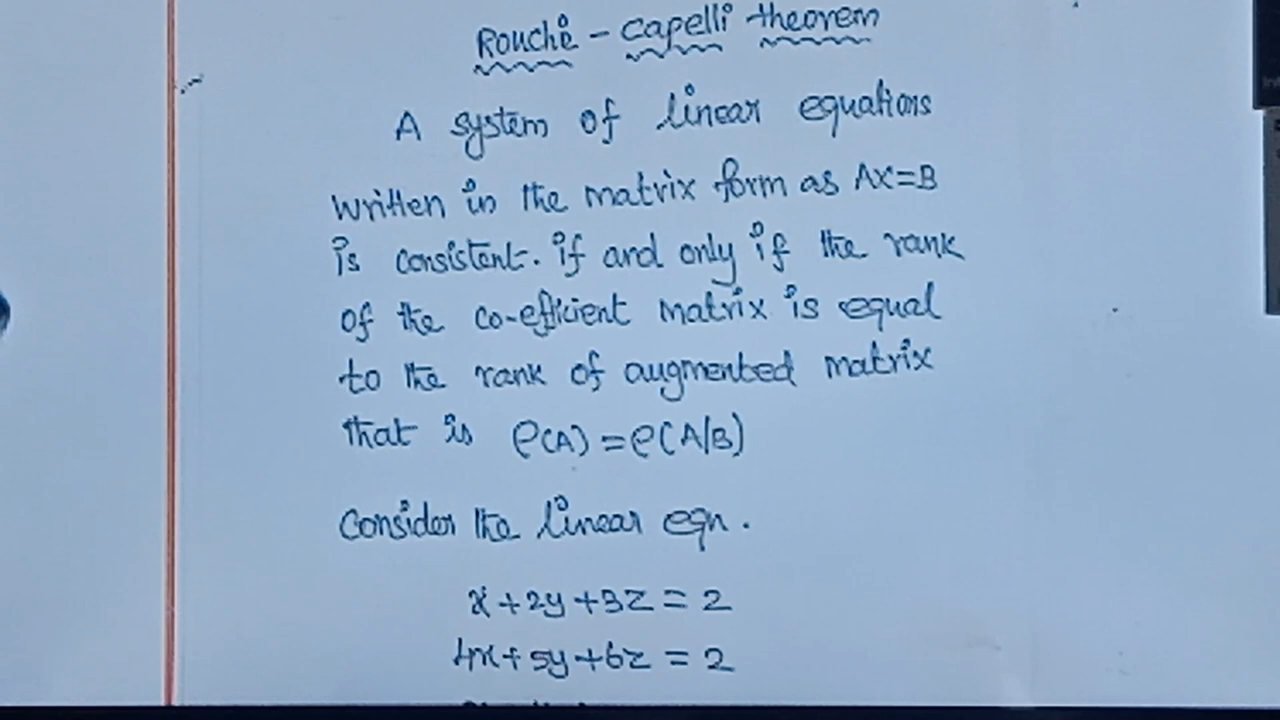 Rouché - Capelli theorem
A system of linear equations
written in the matrix form as AX=B
is consistent. if and only if the rank
of the co-efficient matrix is equal
to the rank of augmented matrix
that is ρ(A) = ρ(A/B)
Consider the linear eqn.
x+2y+3z = 2
4x+5y+6z = 2